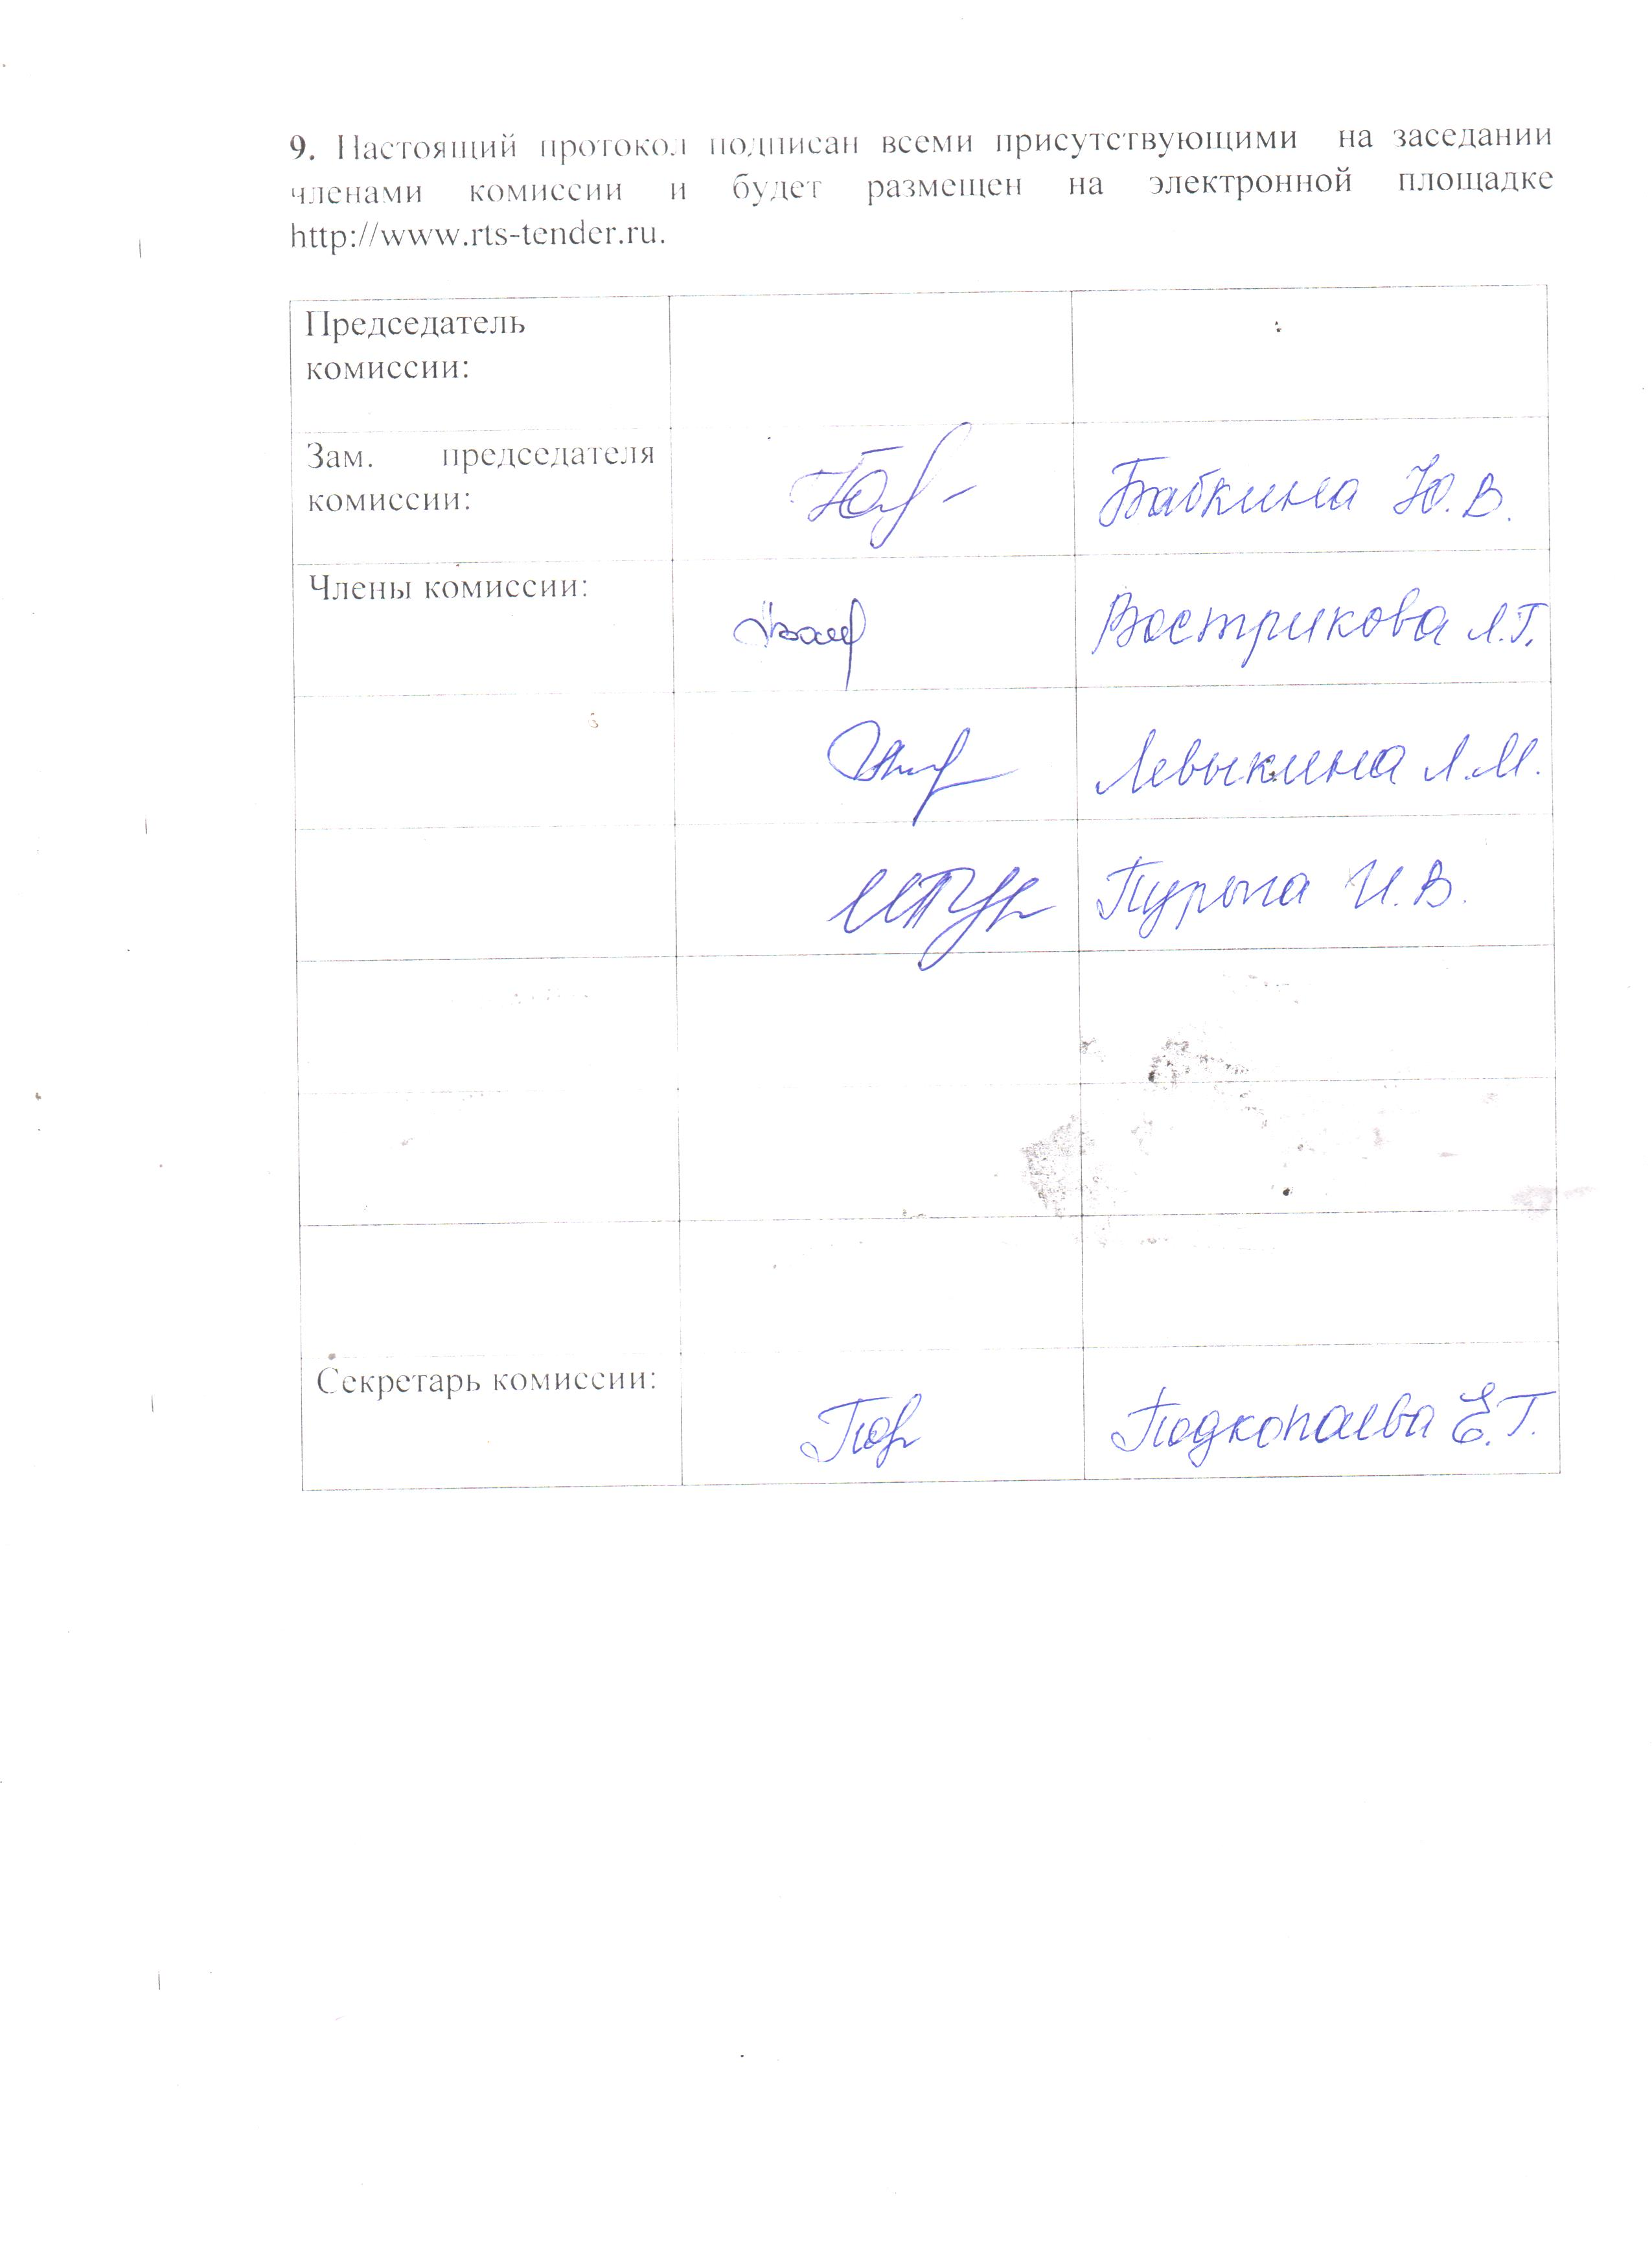 9. Настоящий протокол подписан всеми присутствующими на заседании
членами комиссии и будет размещен на электронной площадке
http://www.rts-tender.ru.
Председатель
комиссии:
Зам. председателя
комиссии:
Бабкина Ю. В.
Члены комиссии:
Вострикова Л.Г.
Левыкина Л.М.
И. В.
Секретарь комиссии:
Подкопаева Е.Г.